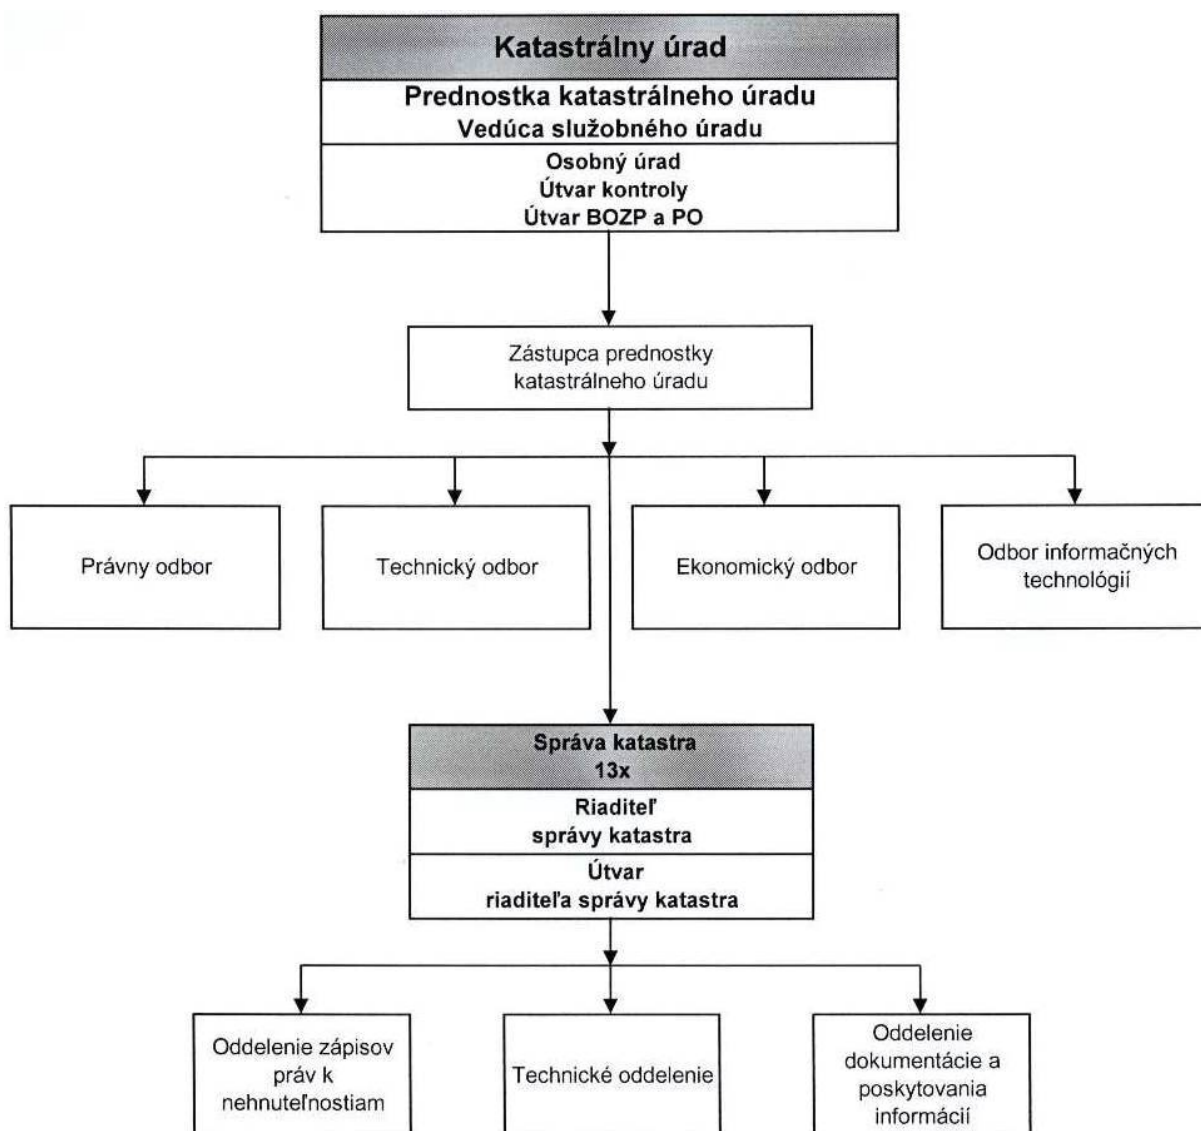 Katastrálny úrad
Prednostka katastrálneho úradu
Vedúca služobného úradu
Osobný úrad
Útvar kontroly
Útvar BOZP a PO
Zástupca prednostky
katastrálneho úradu
Právny odbor
Technický odbor
Ekonomický odbor
Odbor informačných
technológií
Správa katastra
13x
Riaditeľ
správy katastra
Útvar
riaditeľa správy katastra
Oddelenie zápisov
práv k
nehnuteľnostiam
Technické oddelenie
Oddelenie
dokumentácie a
poskytovania
informácií